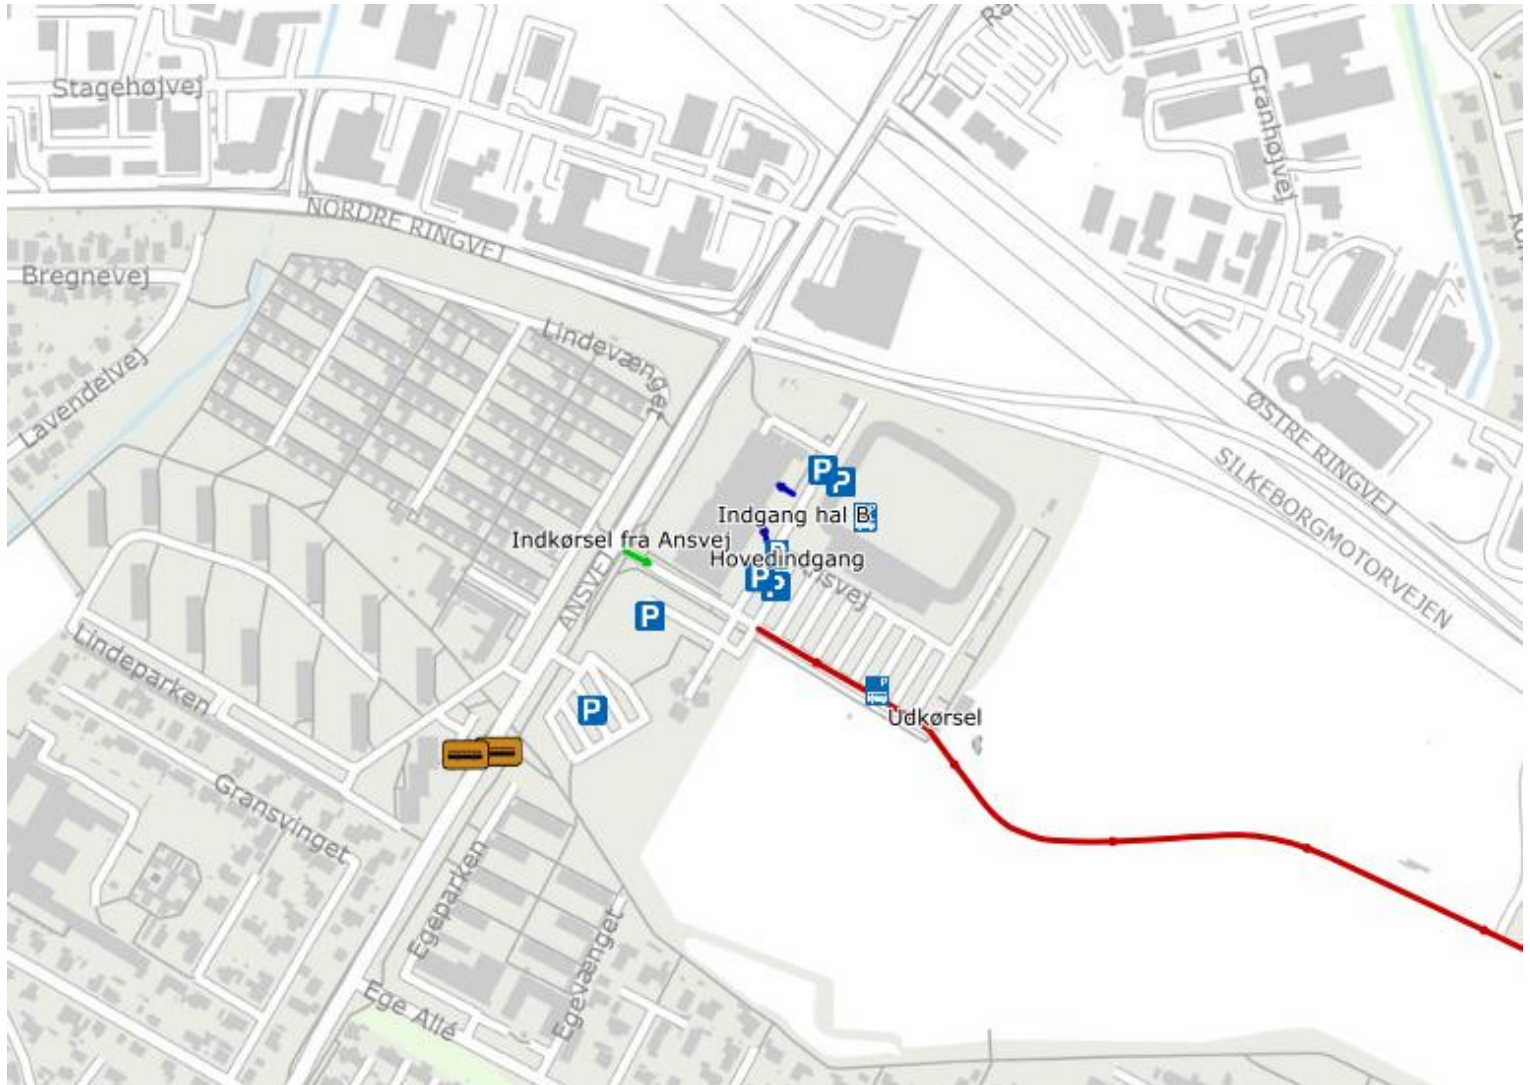 Ra
Stagehøjvej
Granhøjvej
NORDRE RINGVEJ
Bregnevej
Lindevænget
Lavendelvej
ØSTRE RINGVEJ
SILKEBORGMOTORVEJEN
P
P
Indgang hal B
Indkørsel fra Ansvej
Hovedindgang
P
Ansvej
P
ANSVEJ
Lindeparken
P
Udkørsel
Gransvinget
Egeparken
Egevænget
Ege Allé